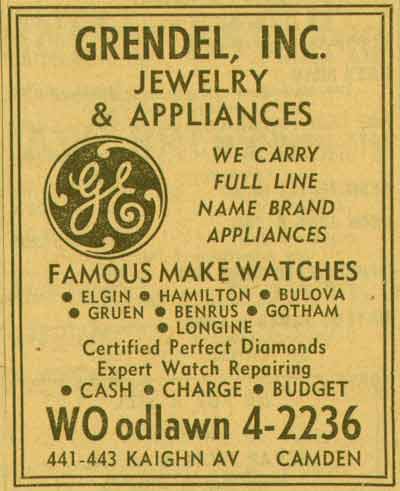 GRENDEL, INC.
JEWELRY
& APPLIANCES
GE
WE CARRY
FULL LINE
NAME BRAND
APPLIANCES
FAMOUS MAKE WATCHES
● ELGIN ● HAMILTON ● BULOVA
● GRUEN ● BENRUS ● GOTHAM
● LONGINE
Certified Perfect Diamonds
Expert Watch Repairing
● CASH ● CHARGE ● BUDGET
WOodlawn 4-2236
441-443 KAIGHN AV CAMDEN